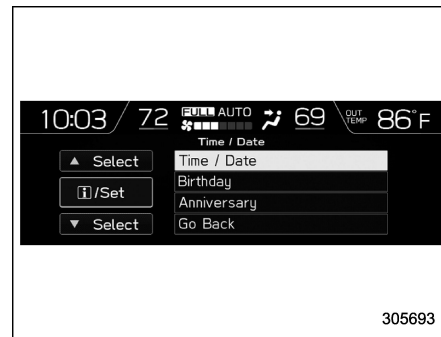 10:03 72 FULL AUTO 69 OUT TEMP 86°F
Time / Date
▲ Select
Time / Date
i/Set
Birthday
Anniversary
▼ Select
Go Back
305693